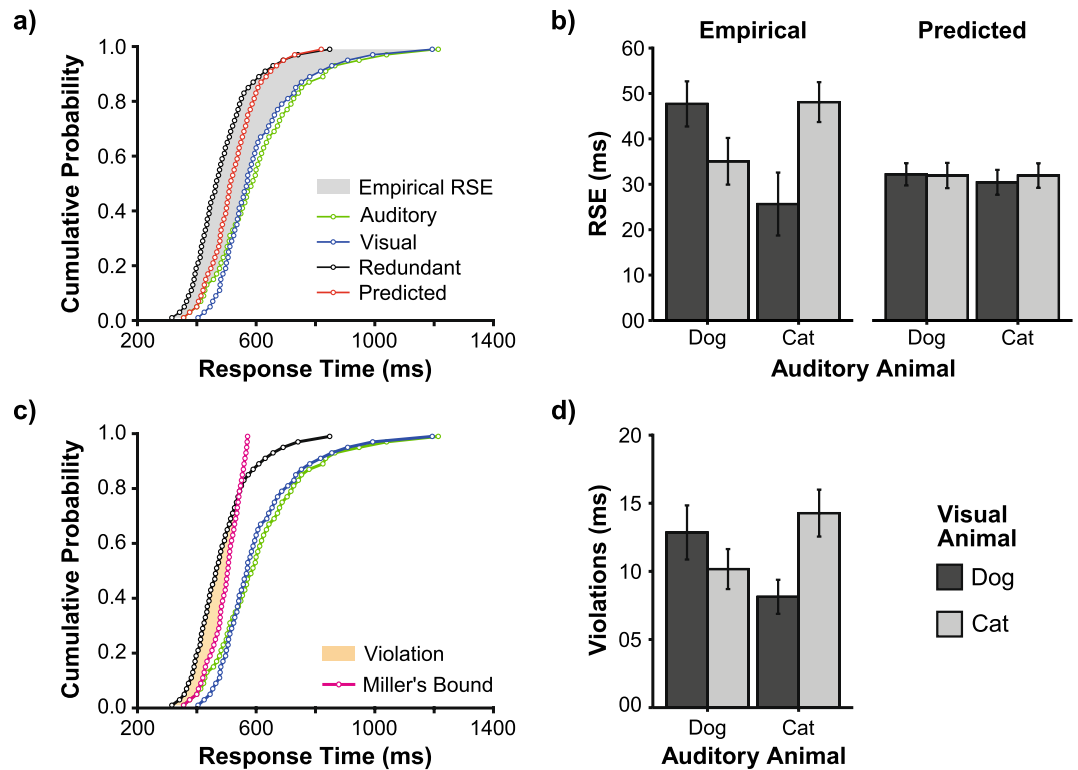 a)
1.0
0.8
0.6
0.4
0.2
0.0
Cumulative Probability
200
600
1000
1400
Response Time (ms)
Empirical RSE
Auditory
Visual
Redundant
Predicted
b)
Empirical
Predicted
60
50
40
30
20
10
00
RSE (ms)
Dog
Cat
Dog
Cat
Auditory Animal
c)
1.0
0.8
0.6
0.4
0.2
0.0
Cumulative Probability
200
600
1000
1400
Response Time (ms)
Violation
Miller's Bound
d)
20
15
10
05
00
Violations (ms)
Dog
Cat
Auditory Animal
Visual
Animal
Dog
Cat